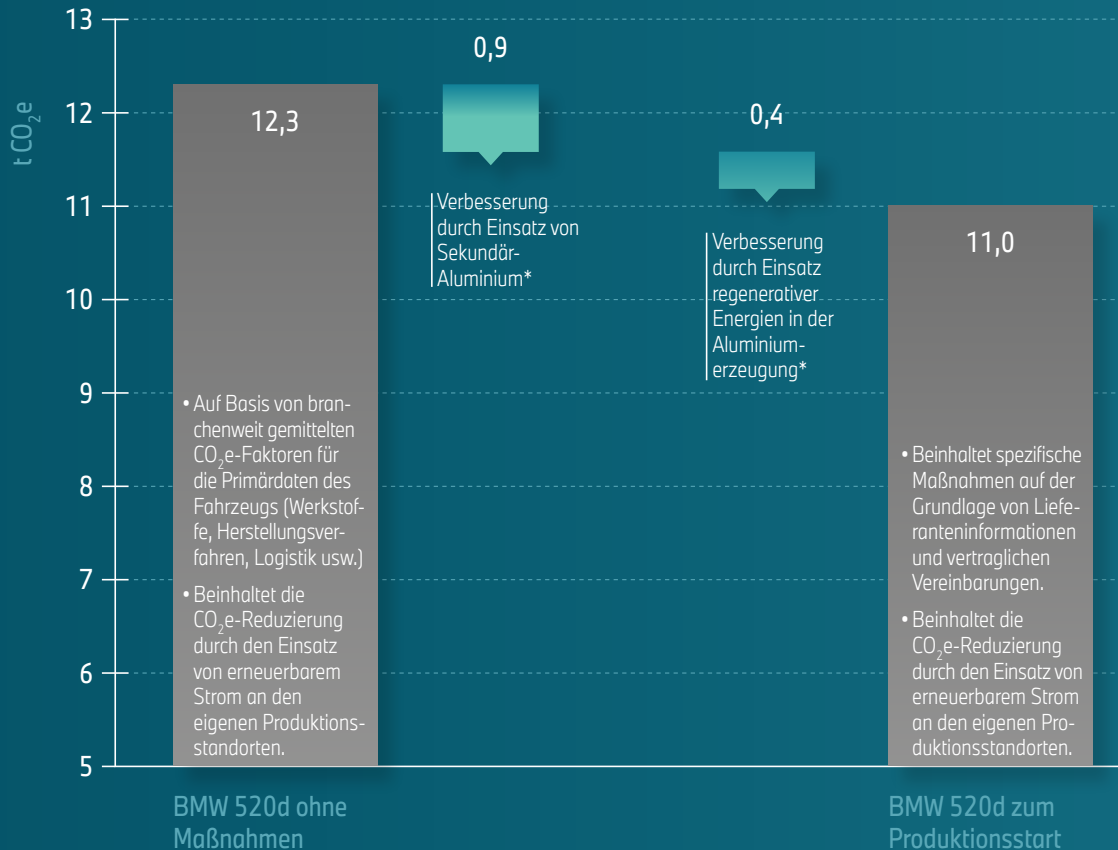 t CO₂e
13
12
11
10
9
8
7
6
5
12,3
• Auf Basis von bran-
chenweit gemittelten
CO₂e-Faktoren für
die Primärdaten des
Fahrzeugs (Werkstof-
fe, Herstellungsver-
fahren, Logistik usw.)
• Beinhaltet die
CO₂e-Reduzierung
durch den Einsatz
von erneuerbarem
Strom an den
eigenen Produktions-
standorten.
0,9
Verbesserung
durch Einsatz von
Sekundär-
Aluminium*
0,4
Verbesserung
durch Einsatz
regenerativer
Energien in der
Aluminium-
erzeugung*
11,0
• Beinhaltet spezifische
Maßnahmen auf der
Grundlage von Liefe-
ranteninformationen
und vertraglichen
Vereinbarungen.
• Beinhaltet die
CO₂e-Reduzierung
durch den Einsatz von
erneuerbarem Strom
an den eigenen Pro-
duktionsstandorten.
BMW 520d ohne
Maßnahmen
BMW 520d zum
Produktionsstart